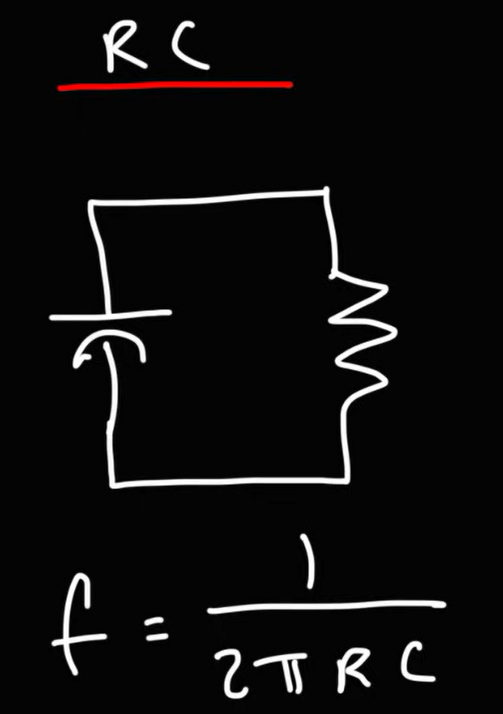 RC
f = 1 / 2πRC